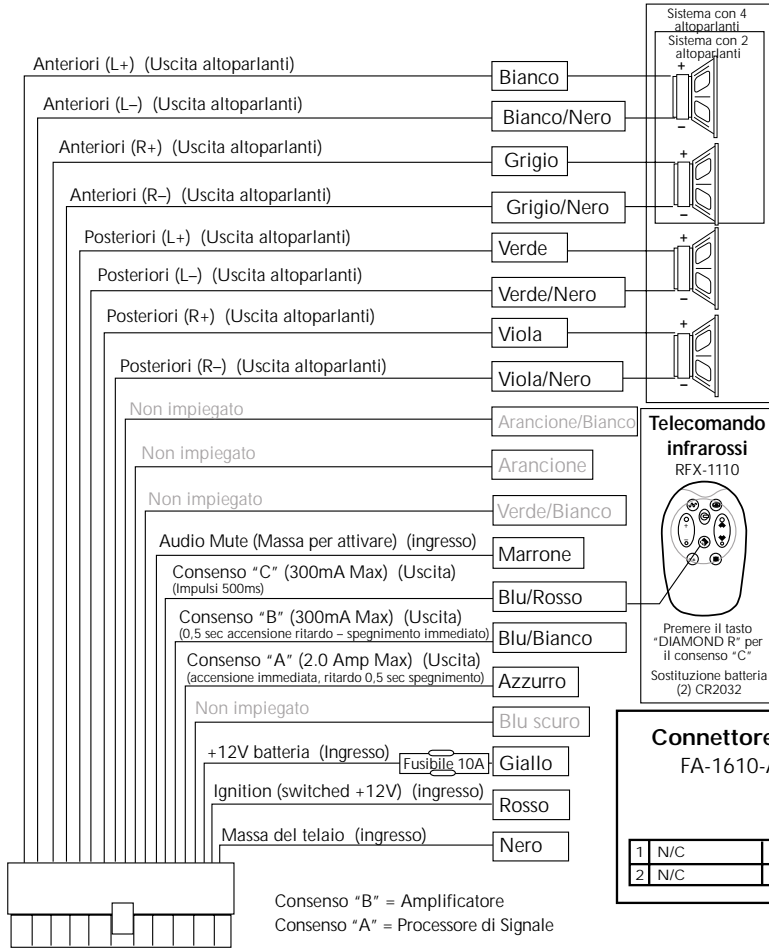 Sistema con 4
altoparlanti
Sistema con 2
altoparlanti
Anteriori (L+) (Uscita altoparlanti)
Bianco
+
–
Anteriori (L–) (Uscita altoparlanti)
Bianco/Nero
Anteriori (R+) (Uscita altoparlanti)
Grigio
+
–
Anteriori (R–) (Uscita altoparlanti)
Grigio/Nero
Posteriori (L+) (Uscita altoparlanti)
Verde
+
–
Posteriori (L–) (Uscita altoparlanti)
Verde/Nero
Posteriori (R+) (Uscita altoparlanti)
Viola
+
–
Posteriori (R–) (Uscita altoparlanti)
Viola/Nero
Non impiegato
Arancione/Bianco
Non impiegato
Arancione
Non impiegato
Verde/Bianco
Audio Mute (Massa per attivare) (ingresso)
Marrone
Consenso "C" (300mA Max) (Uscita)
(Impulsi 500ms)
Blu/Rosso
Consenso "B" (300mA Max) (Uscita)
(0,5 sec accensione ritardo – spegnimento immediato)
Blu/Bianco
Consenso "A" (2.0 Amp Max) (Uscita)
(accensione immediata, ritardo 0,5 sec spegnimento)
Azzurro
Non impiegato
Blu scuro
+12V batteria (Ingresso)
Fusibile 10A
Giallo
Ignition (switched +12V) (ingresso)
Rosso
Massa del telaio (ingresso)
Nero
Consenso "B" = Amplificatore
Consenso "A" = Processore di Signale
Telecomando
infrarossi
RFX-1110
Premere il tasto
"DIAMOND R" per
il consenso "C"
Sostituzione batteria
(2) CR2032
Connettore
FA-1610-A
1 N/C
2 N/C